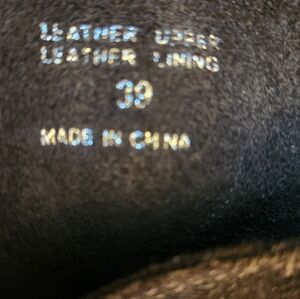 LEATHER UPPER
LEATHER LINING
39
MADE IN CHINA